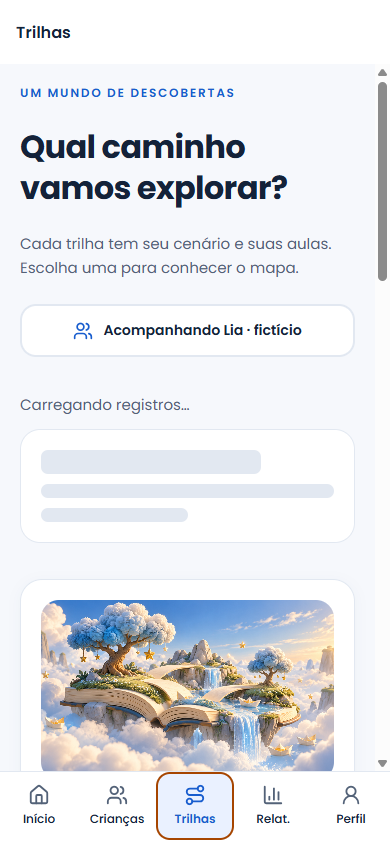 Trilhas
UM MUNDO DE DESCOBERTAS
Qual caminho
vamos explorar?
Cada trilha tem seu cenário e suas aulas.
Escolha uma para conhecer o mapa.
Acompanhando Lia · fictício
Carregando registros...
Início
Crianças
Trilhas
Relat.
Perfil